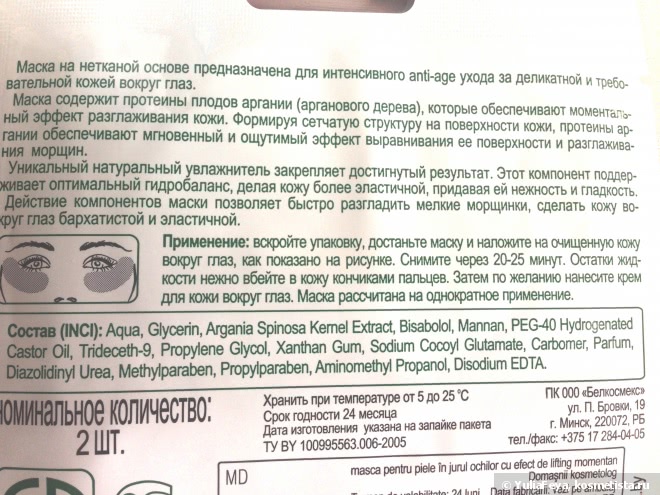 Маска на нетканой основе предназначена для интенсивного anti-age ухода за деликатной и требо-
вательной кожей вокруг глаз.
Маска содержит протеины плодов аргании (арганового дерева), которые обеспечивают моменталь-
ный эффект разглаживания кожи. Формируя сетчатую структуру на поверхности кожи, протеины ар-
гании обеспечивают мгновенный и ощутимый эффект выравнивания ее поверхности и разглажива-
ния морщин.
Уникальный натуральный увлажнитель закрепляет достигнутый результат. Этот компонент поддер-
живает оптимальный гидробаланс, делая кожу более эластичной, придавая ей нежность и гладкость.
Действие компонентов маски позволяет быстро разгладить мелкие морщинки, сделать кожу во-
круг глаз бархатистой и эластичной.
Применение: вскройте упаковку, достаньте маску и наложите на очищенную кожу
вокруг глаз, как показано на рисунке. Снимите через 20-25 минут. Остатки жид-
кости нежно вбейте в кожу кончиками пальцев. Затем по желанию нанесите крем
для кожи вокруг глаз. Маска рассчитана на однократное применение.
Состав (INCI): Aqua, Glycerin, Argania Spinosa Kernel Extract, Bisabolol, Mannan, PEG-40 Hydrogenated
Castor Oil, Trideceth-9, Propylene Glycol, Xanthan Gum, Sodium Cocoyl Glutamate, Carbomer, Parfum,
Diazolidinyl Urea, Methylparaben, Propylparaben, Aminomethyl Propanol, Disodium EDTA.
номинальное количество:
2 ШТ.
Хранить при температуре от 5 до 25 °C
Срок годности 24 месяца
Дата изготовления указана на запайке пакета
ТУ BY 100995563.006-2005
ПК ООО «Белкосмекс»
ул. П. Бровки, 19
г. Минск, 220072, РБ
тел./факс: +375 17 284-04-05
MD
masca pentru piele în jurul ochilor cu efect de lifting momentan
Domașnii kosmetolog
24 luni
© YuliaFeya kosmetista.ru